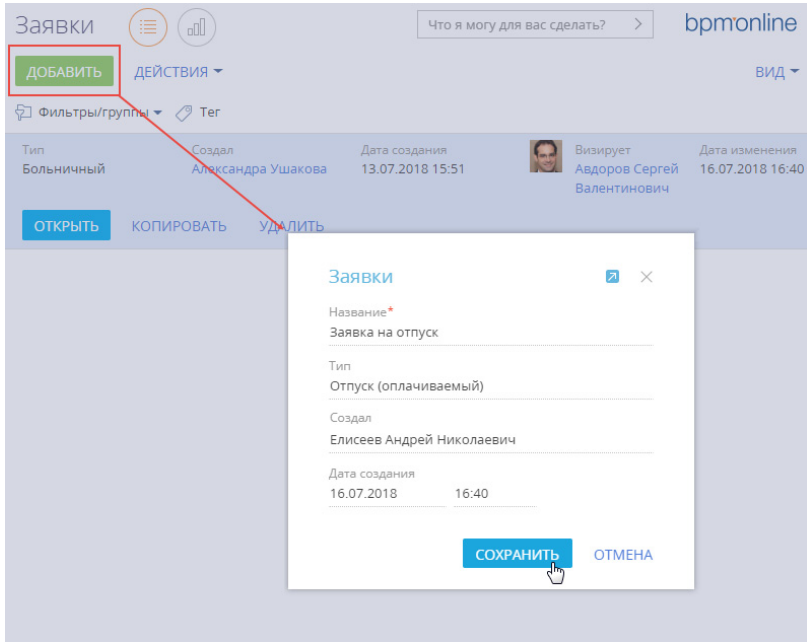 Заявки
Что я могу для вас сделать?
bpmonline
ДОБАВИТЬ
ДЕЙСТВИЯ
ВИД
Фильтры/группы
Тег
Тип
Создал
Дата создания
Визирует
Дата изменения
Больничный
Александра Ушакова
13.07.2018 15:51
Авдоров Сергей
16.07.2018 16:40
Валентинович
ОТКРЫТЬ
КОПИРОВАТЬ
УДАЛИТЬ
Заявки
Название*
Заявка на отпуск
Тип
Отпуск (оплачиваемый)
Создал
Елисеев Андрей Николаевич
Дата создания
16.07.2018 16:40
СОХРАНИТЬ
ОТМЕНА